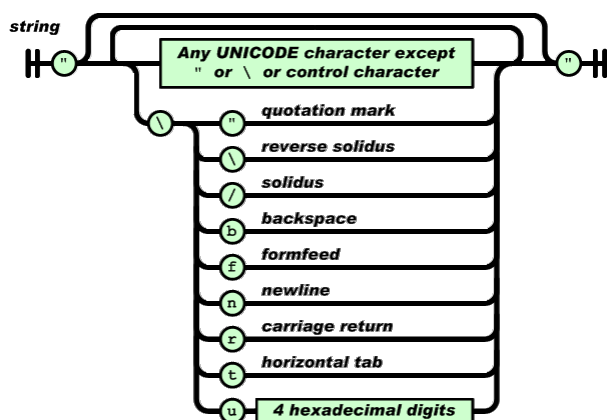 string
" Any UNICODE character except "
" or \ or control character
\ " quotation mark
\ reverse solidus
/ solidus
b backspace
f formfeed
n newline
r carriage return
t horizontal tab
u 4 hexadecimal digits